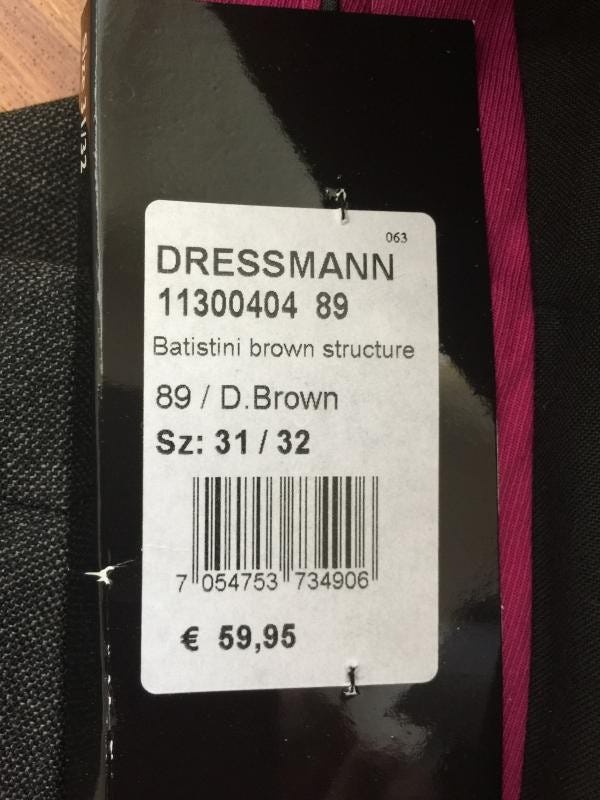 063
DRESSMANN
11300404 89
Batistini brown structure
89 / D.Brown
Sz: 31 / 32
7 054753 734906
€ 59,95